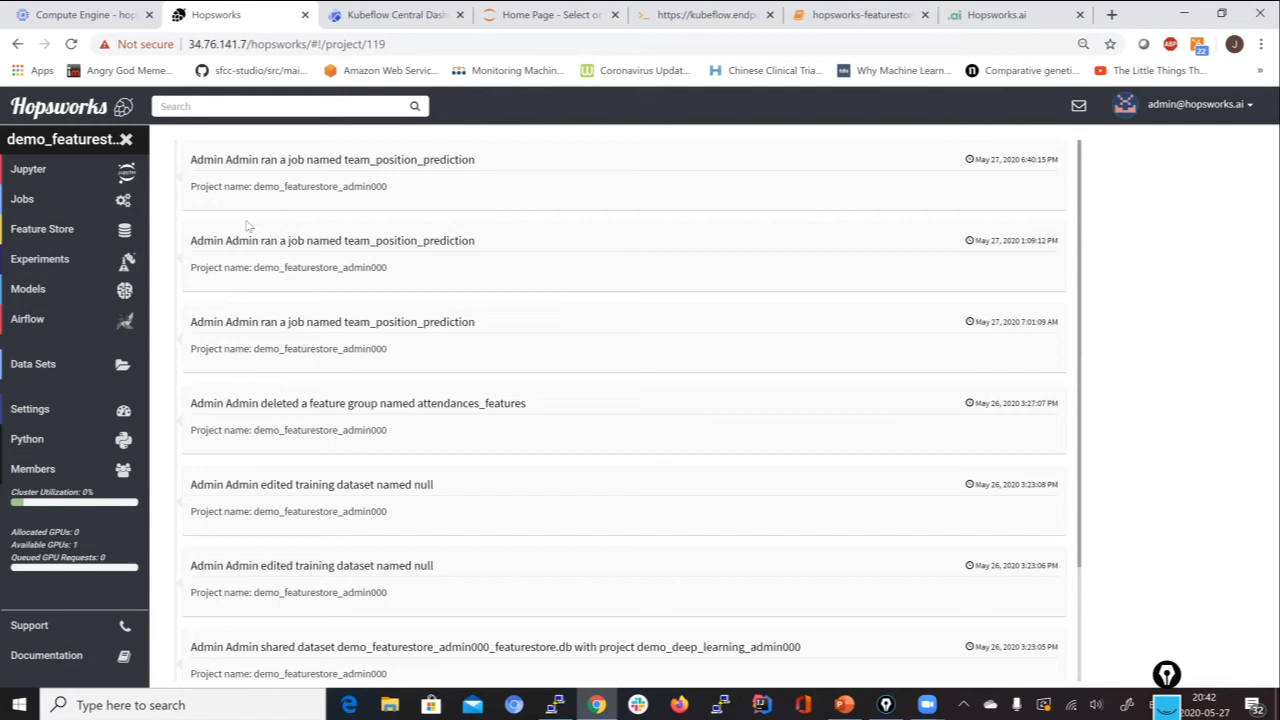 Compute Engine - hop
Hopsworks
Kubeflow Central Dash
Home Page - Select or
https://kubeflow.endp
hopsworks-featurestore
Hopsworks.ai
Not secure
34.76.141.7/hopsworks/#!/project/119
22
J
Apps
Angry God Meme...
sfcc-studio/src/mai...
Amazon Web Servic...
Monitoring Machin...
Coronavirus Updat...
Chinese Clinical Tria...
Why Machine Learn...
Comparative geneti...
The Little Things Th...
»
Hopsworks
Search
admin@hopsworks.ai
demo_featurest...
Jupyter
Jobs
Feature Store
Experiments
Models
Airflow
Data Sets
Settings
Python
Members
Cluster Utilization: 0%
Allocated GPUs: 0
Available GPUs: 1
Queued GPU Requests: 0
Support
Documentation
Admin Admin ran a job named team_position_prediction
May 27, 2020 6:40:15 PM
Project name: demo_featurestore_admin000
Admin Admin ran a job named team_position_prediction
May 27, 2020 1:09:12 PM
Project name: demo_featurestore_admin000
Admin Admin ran a job named team_position_prediction
May 27, 2020 7:01:09 AM
Project name: demo_featurestore_admin000
Admin Admin deleted a feature group named attendances_features
May 26, 2020 3:27:07 PM
Project name: demo_featurestore_admin000
Admin Admin edited training dataset named null
May 26, 2020 3:23:08 PM
Project name: demo_featurestore_admin000
Admin Admin edited training dataset named null
May 26, 2020 3:23:06 PM
Project name: demo_featurestore_admin000
Admin Admin shared dataset demo_featurestore_admin000_featurestore.db with project demo_deep_learning_admin000
May 26, 2020 3:23:05 PM
Project name: demo_featurestore_admin000
Type here to search
20:42
2020-05-27
32